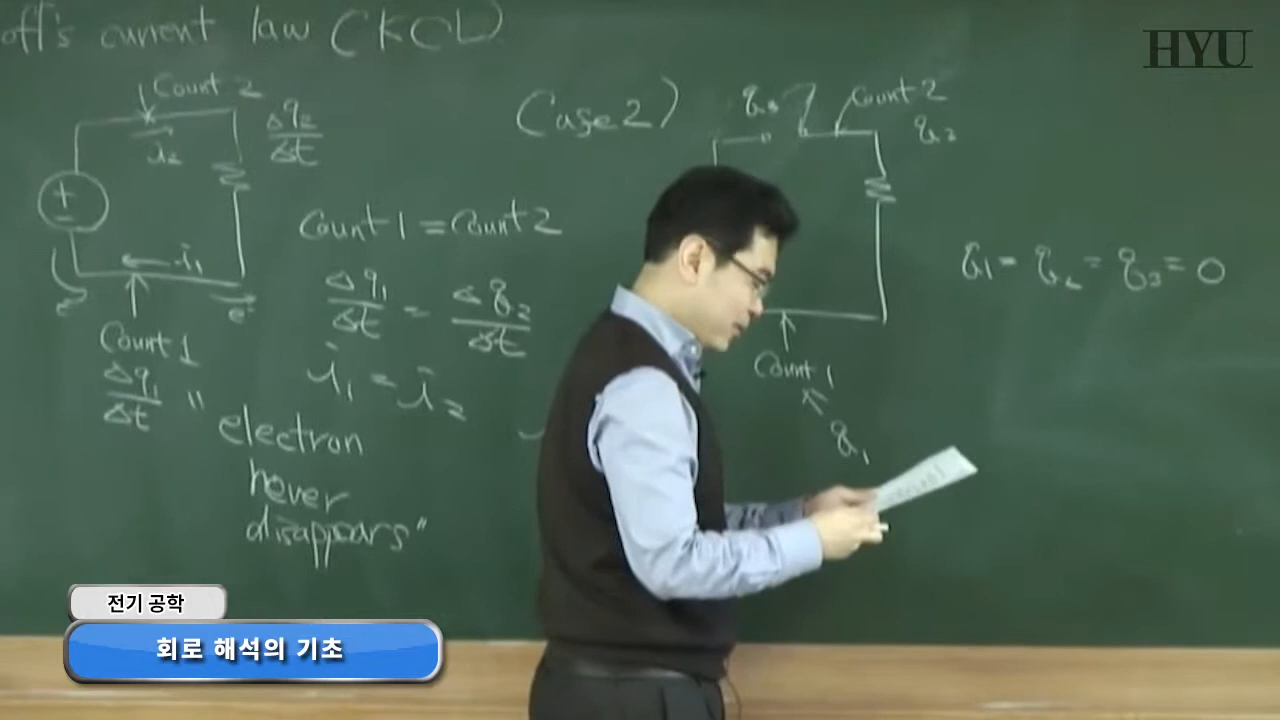 HYU
off's current law (KCL)
Count 2
i₂
Δq₂/Δt
+
−
i₁
e⁻
e⁻
Count 1
Δq₁/Δt
Count 1 = Count 2
Δq₁/Δt = Δq₂/Δt
i₁ = i₂
"electron
never
disappears"
Case 2)
q₃
Count 2
q₂
Count 1
q₁
q₁ = q₂ = q₃ = 0
전기 공학
회로 해석의 기초